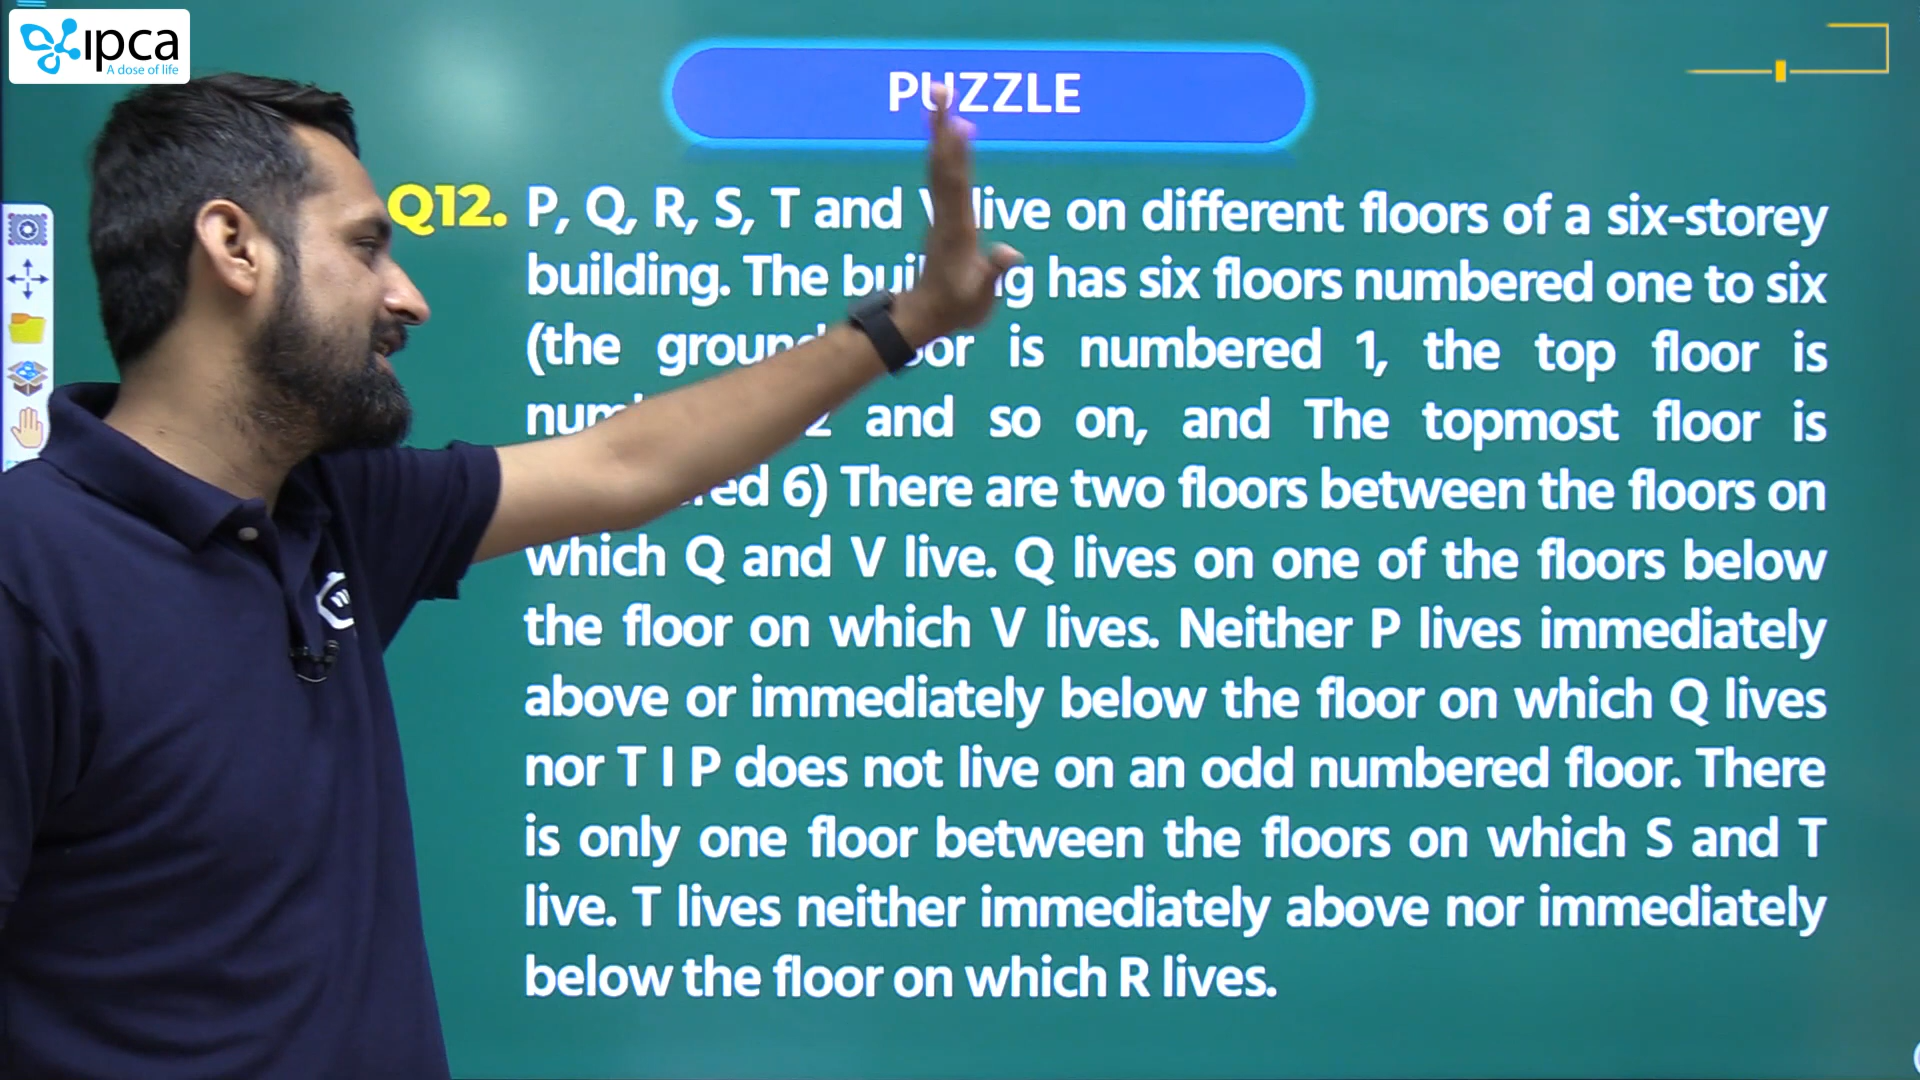 ipca
A dose of life
PUZZLE
Q12. P, Q, R, S, T and live on different floors of a six-storey
building. The has six floors numbered one to six
(the is numbered 1, the top floor is
2 and so on, and The topmost floor is
6) There are two floors between the floors on
which Q and V live. Q lives on one of the floors below
the floor on which V lives. Neither P lives immediately
above or immediately below the floor on which Q lives
nor T I P does not live on an odd numbered floor. There
is only one floor between the floors on which S and T
live. T lives neither immediately above nor immediately
below the floor on which R lives.